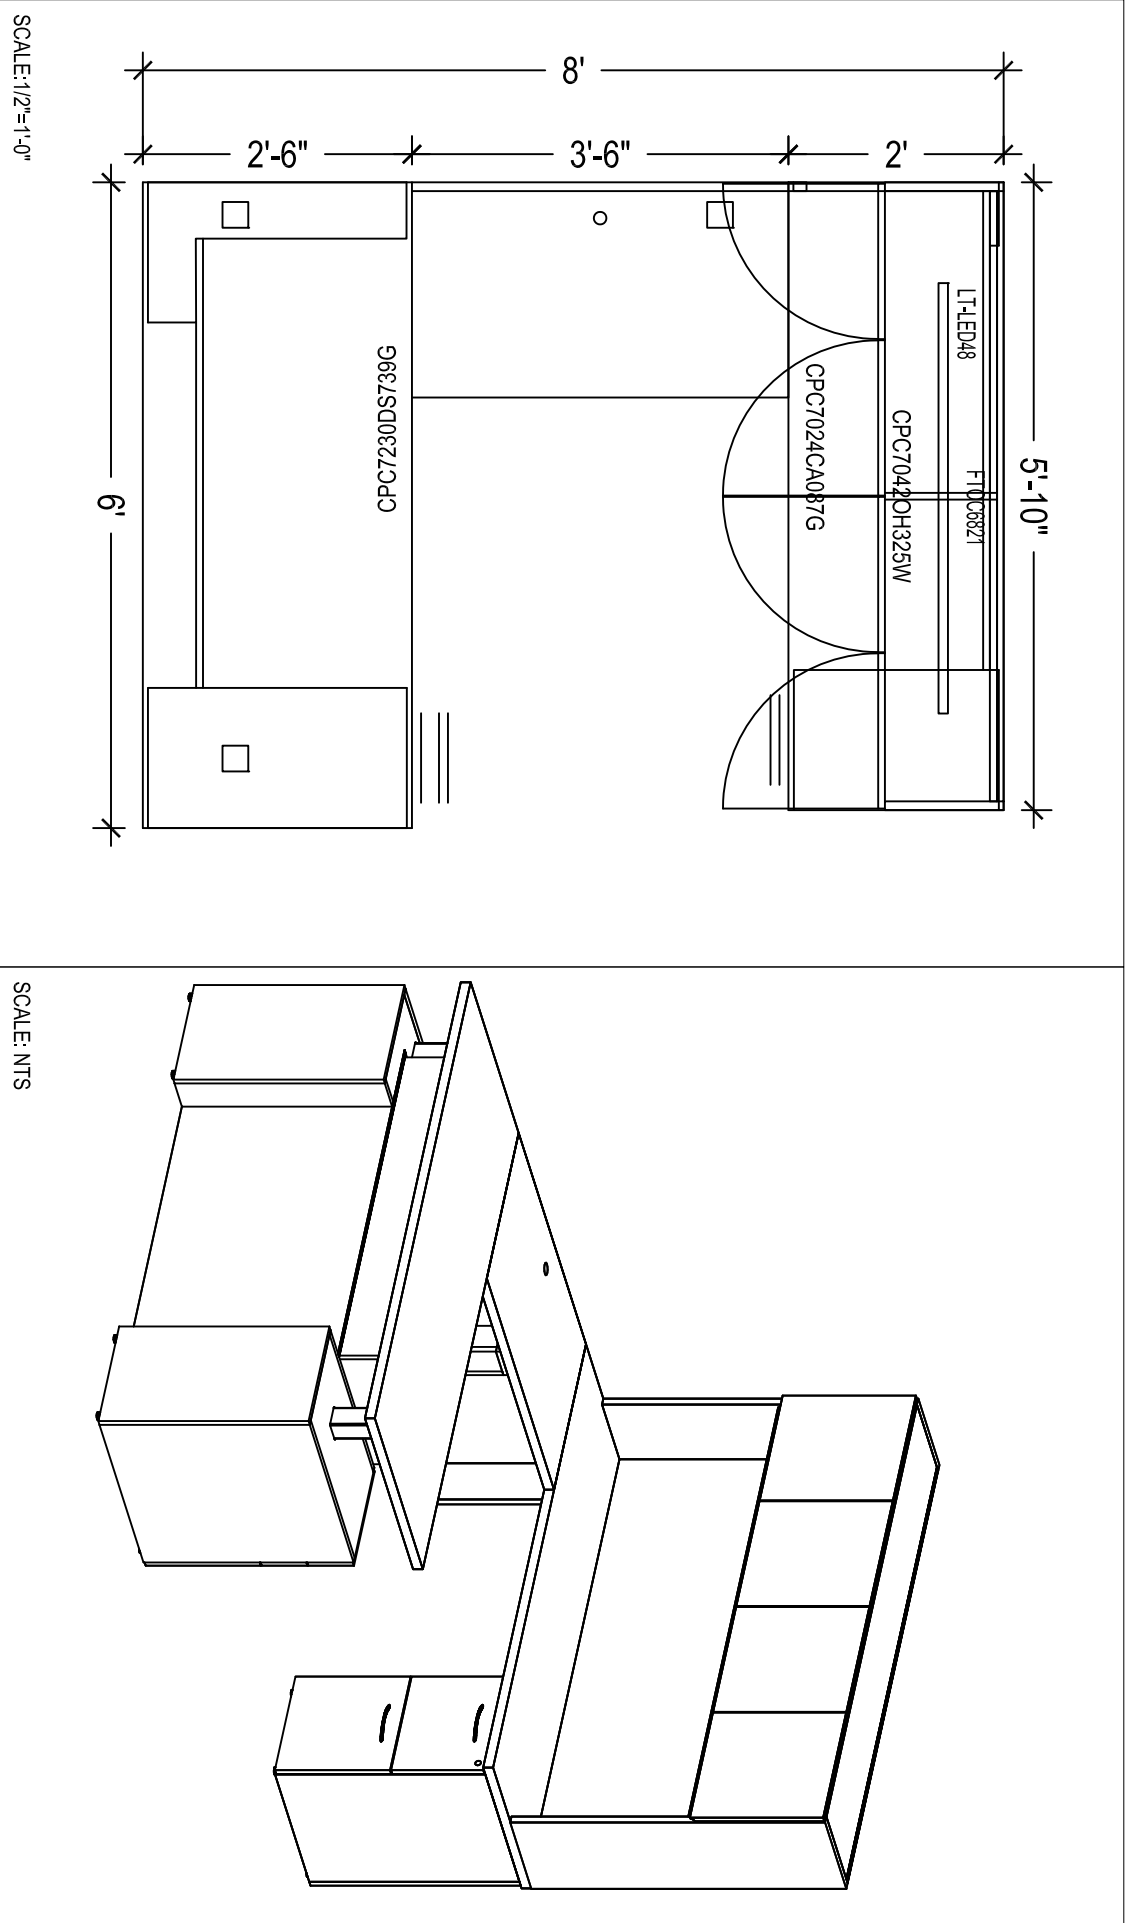 8'
2'-6"
3'-6"
2'
5'-10"
LT-LED48
FTOC6821
CPC7042OH325W
CPC7024CA087G
CPC7230DS739G
6'
SCALE:1/2"=1'-0"
SCALE: NTS